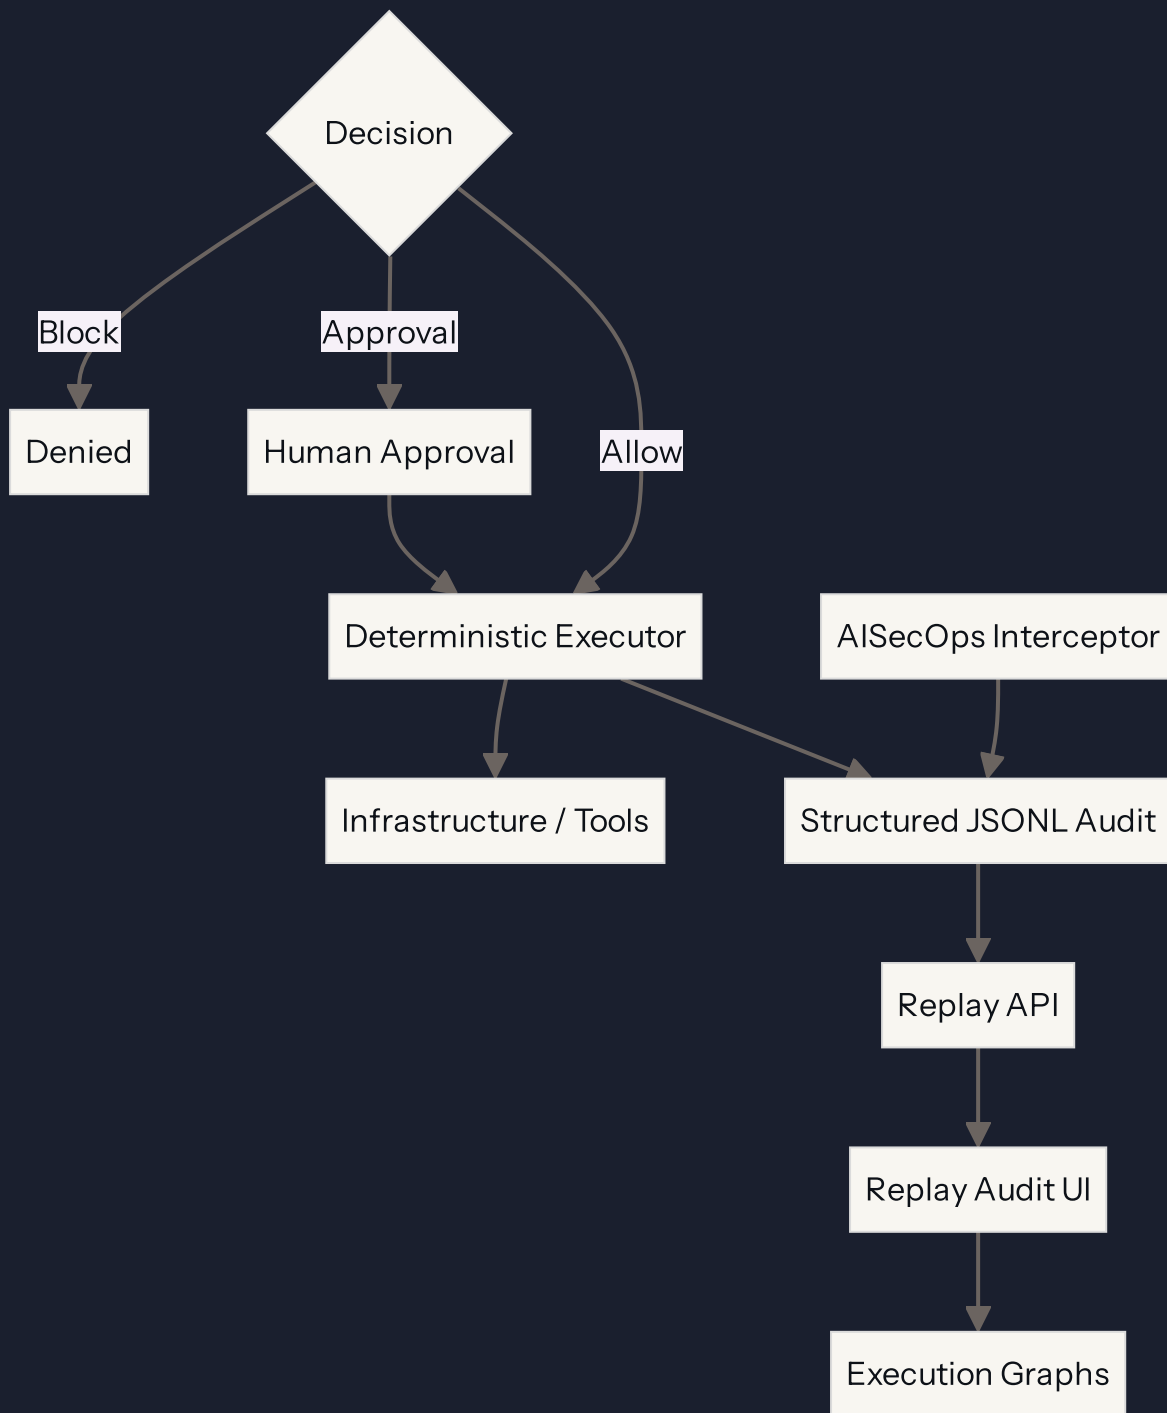 Decision
Block
Approval
Denied
Human Approval
Allow
Deterministic Executor
AISecOps Interceptor
Infrastructure / Tools
Structured JSONL Audit
Replay API
Replay Audit UI
Execution Graphs